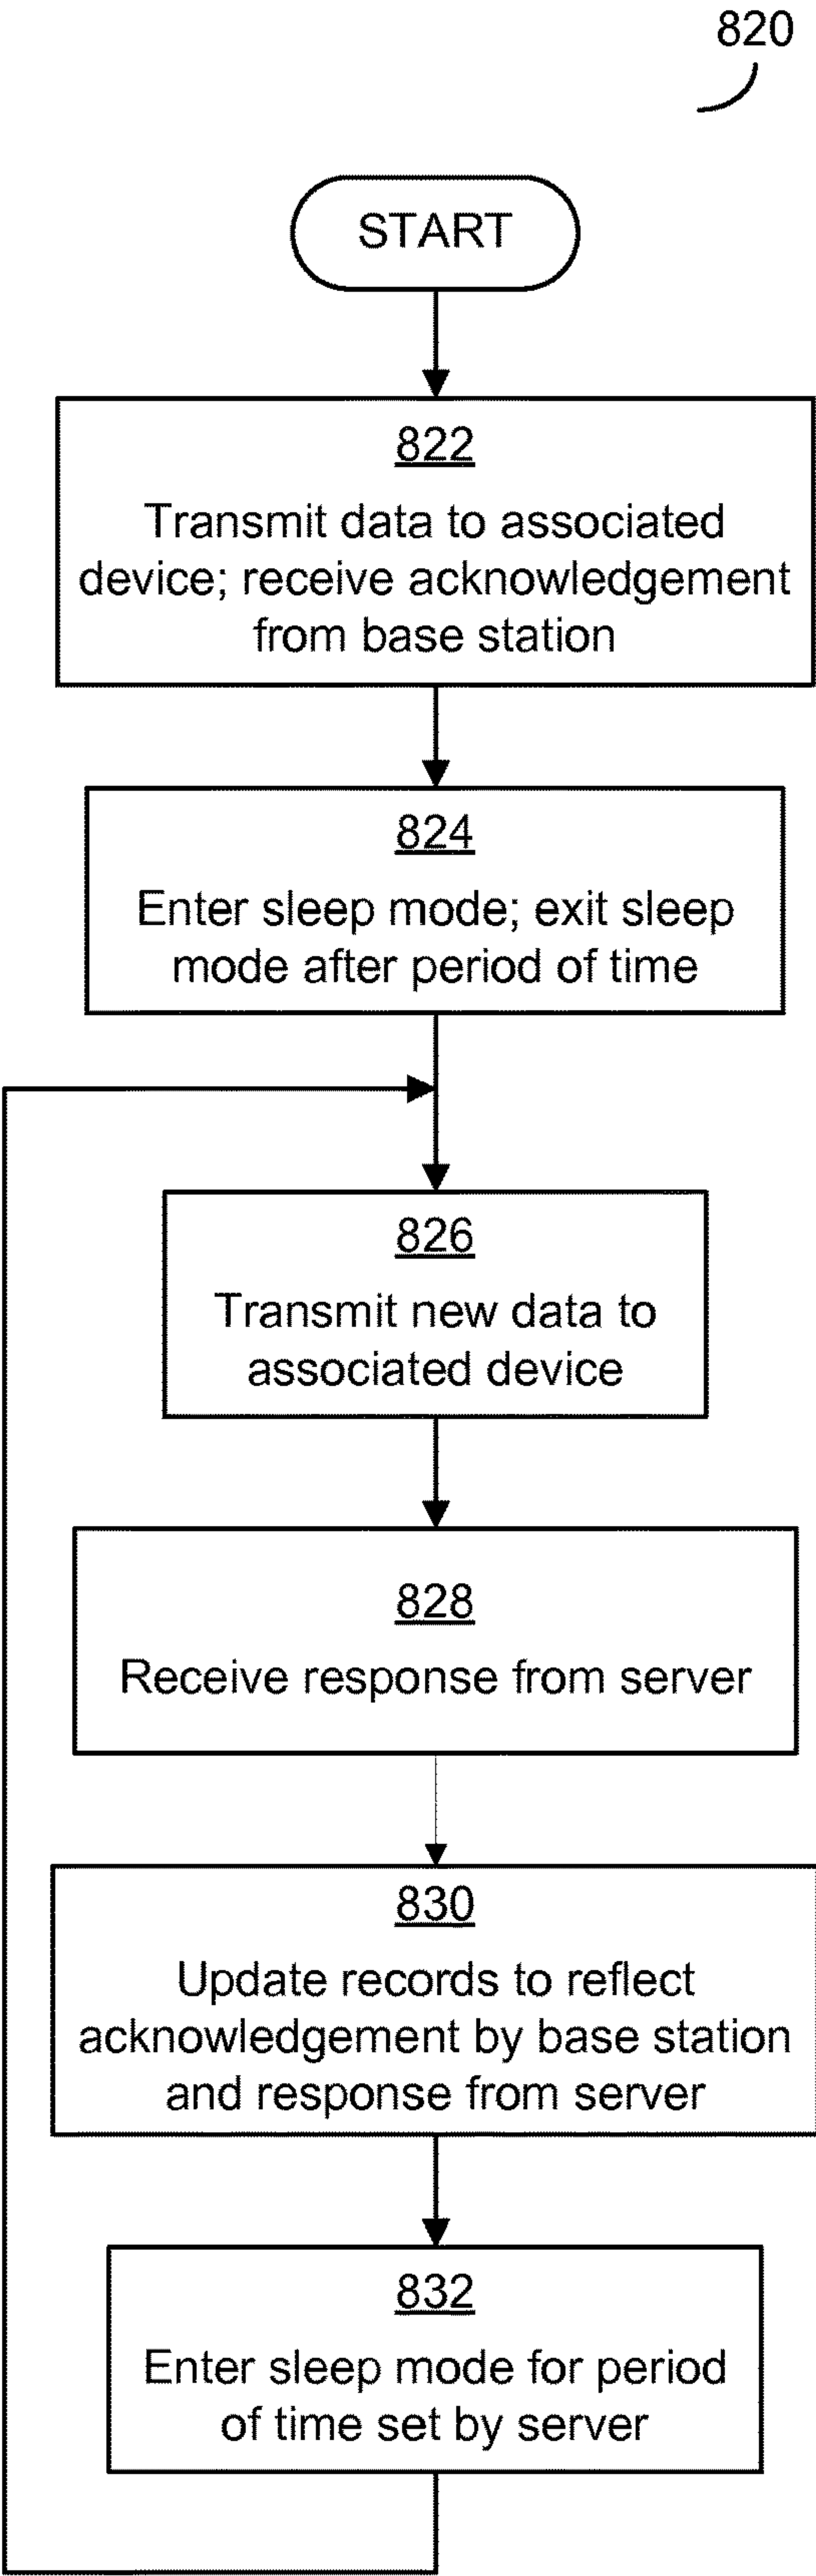 820
START
822
Transmit data to associated
device; receive acknowledgement
from base station
824
Enter sleep mode; exit sleep
mode after period of time
826
Transmit new data to
associated device
828
Receive response from server
830
Update records to reflect
acknowledgement by base station
and response from server
832
Enter sleep mode for period
of time set by server